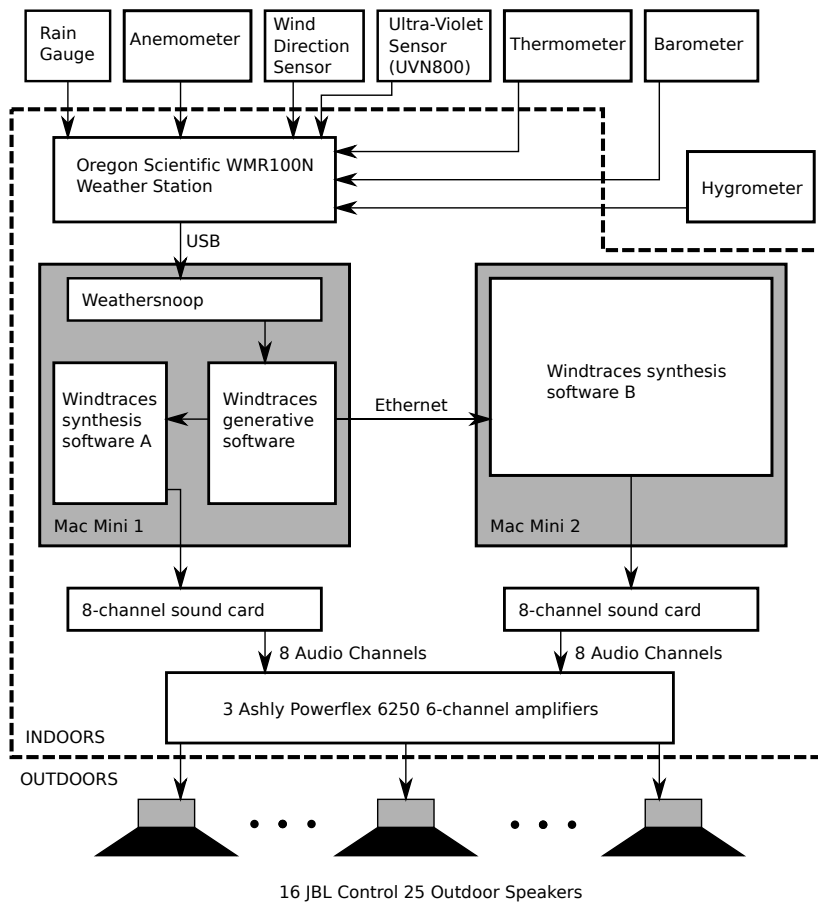 Rain
Gauge
Anemometer
Wind
Direction
Sensor
Ultra-Violet
Sensor
(UVN800)
Thermometer
Barometer
Oregon Scientific WMR100N
Weather Station
Hygrometer
USB
Weathersnoop
Windtraces
synthesis
software A
Windtraces
generative
software
Ethernet
Windtraces synthesis
software B
Mac Mini 1
Mac Mini 2
8-channel sound card
8-channel sound card
8 Audio Channels
8 Audio Channels
3 Ashly Powerflex 6250 6-channel amplifiers
INDOORS
OUTDOORS
16 JBL Control 25 Outdoor Speakers